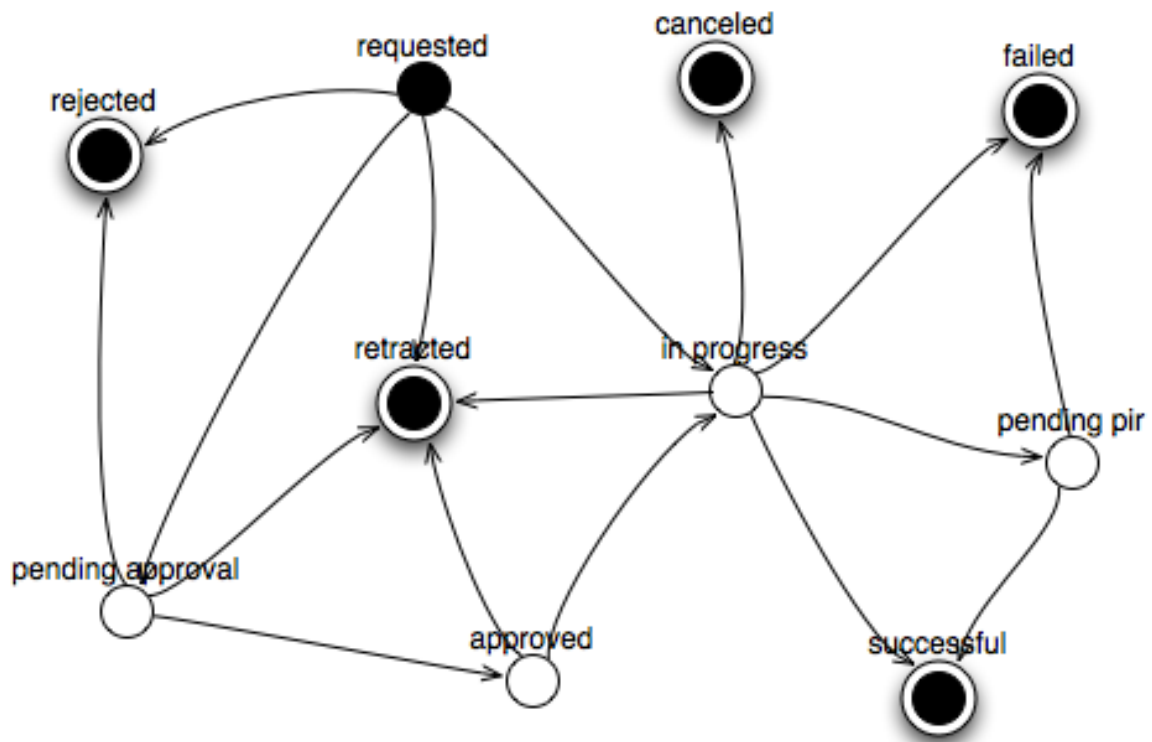 canceled
requested
failed
rejected
retracted
in progress
pending pir
pending approval
approved
successful